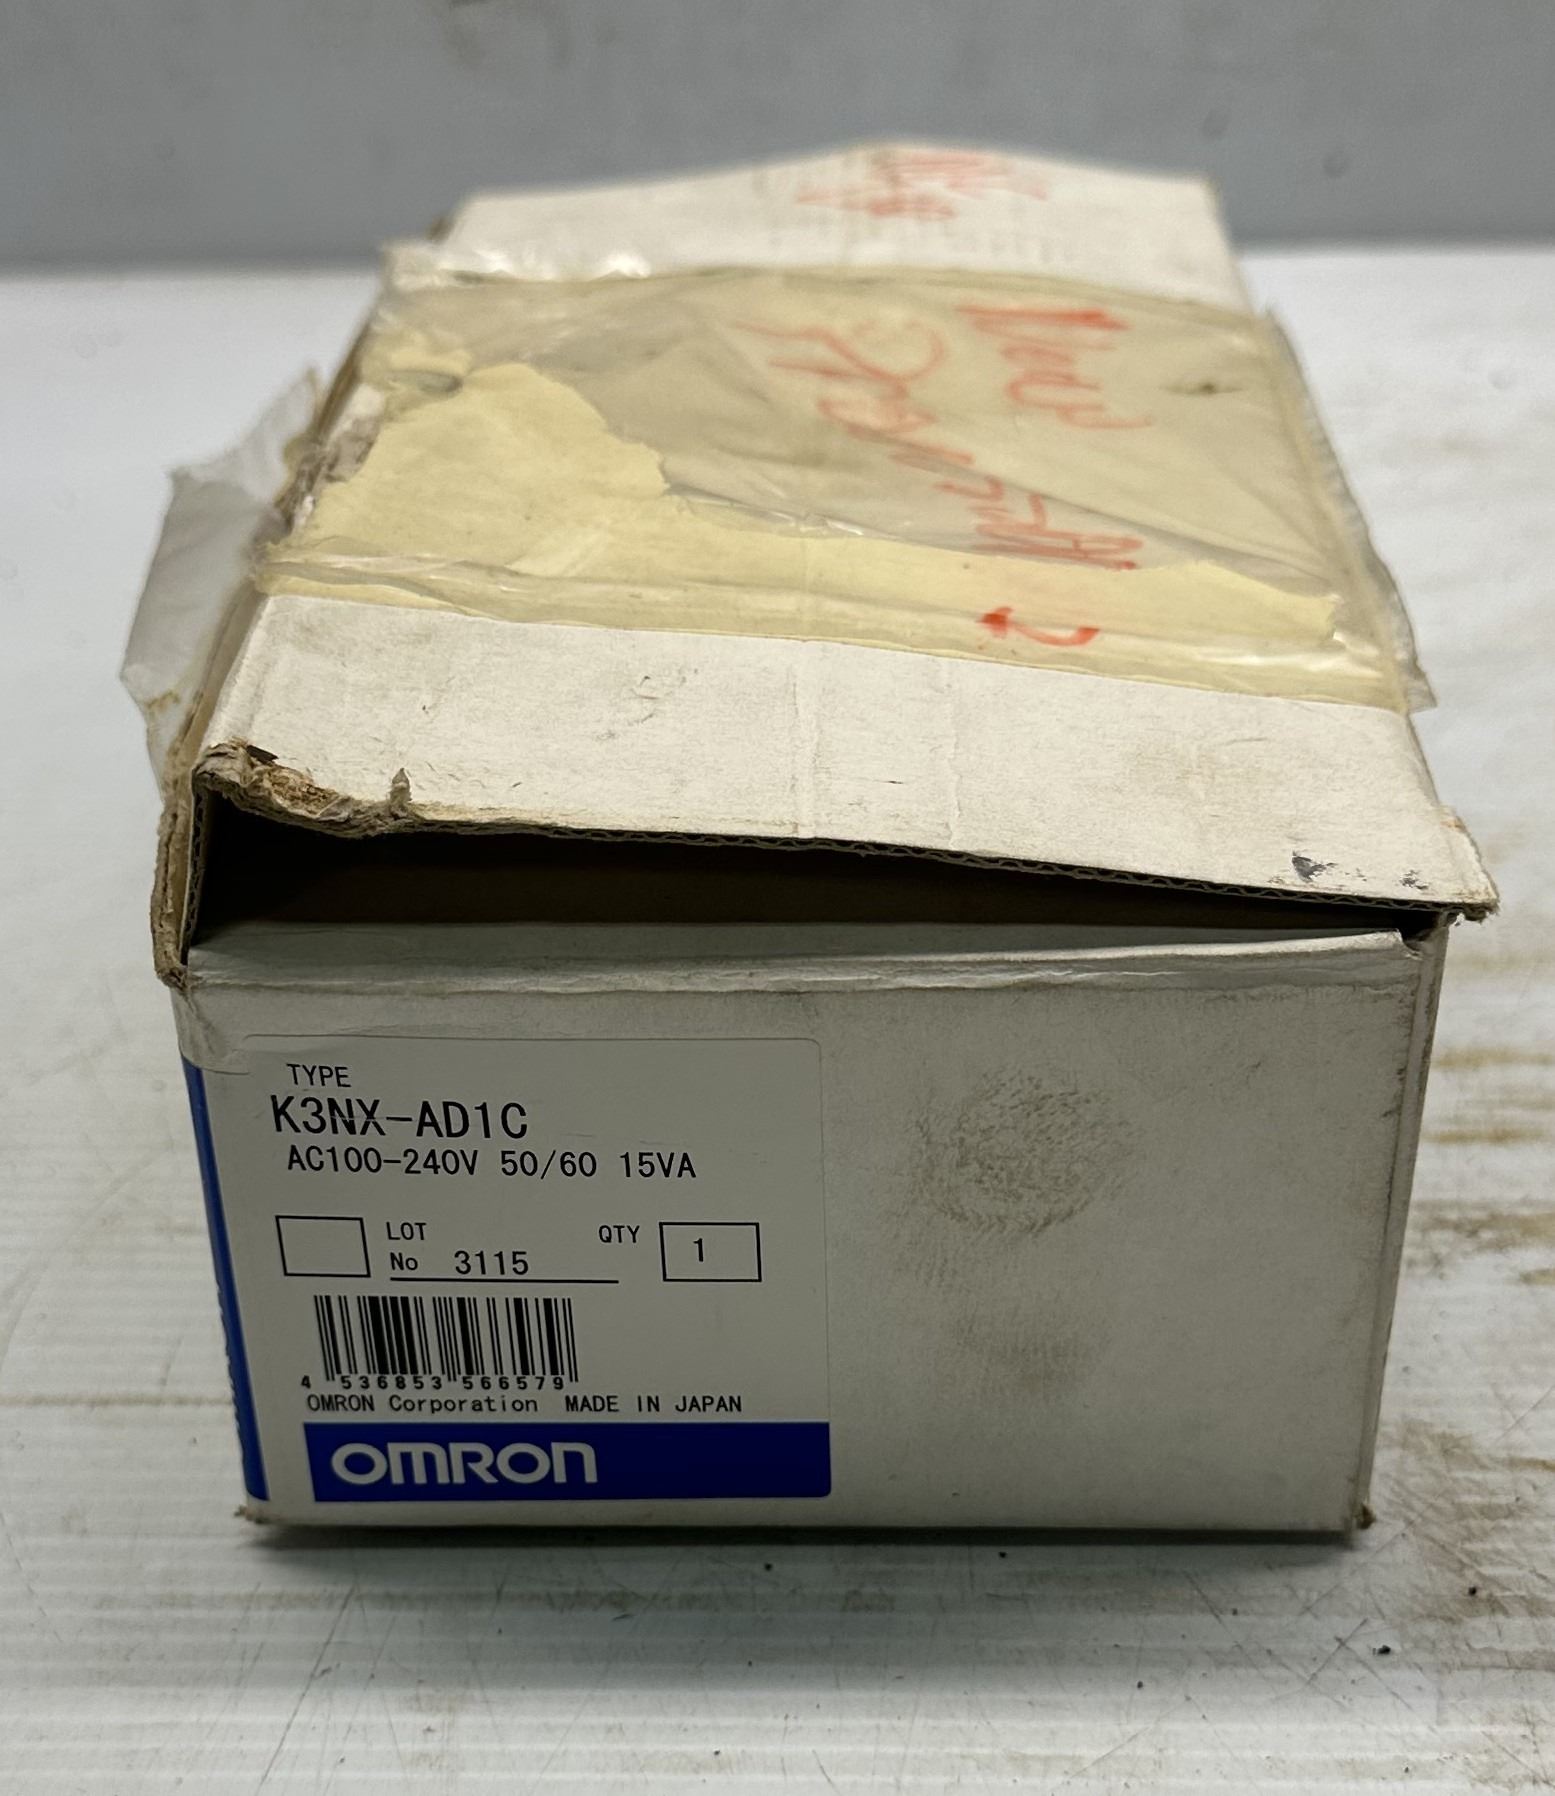 TYPE
K3NX-AD1C
AC100-240V 50/60 15VA
LOT
No 3115
QTY 1
4 536853 566579
OMRON Corporation MADE IN JAPAN
OMRON